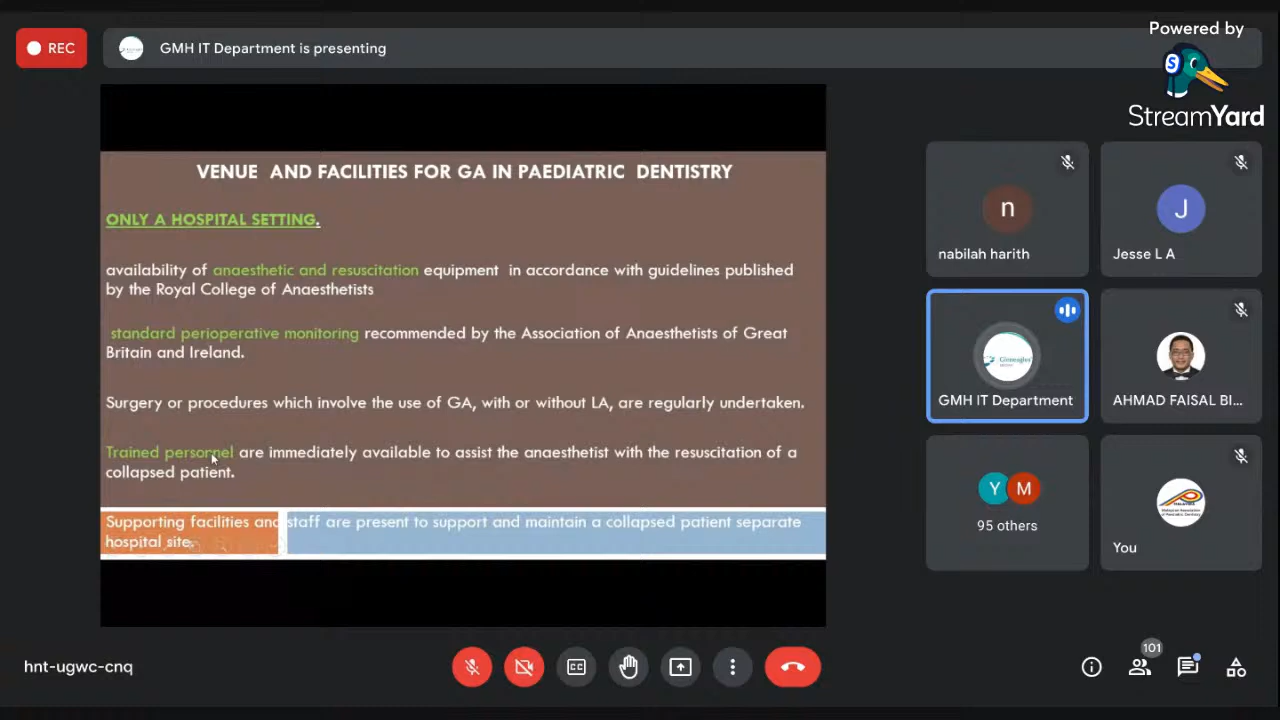 Powered by
StreamYard
REC
GMH IT Department is presenting
VENUE AND FACILITIES FOR GA IN PAEDIATRIC DENTISTRY
ONLY A HOSPITAL SETTING.
availability of anaesthetic and resuscitation equipment in accordance with guidelines published
by the Royal College of Anaesthetists
standard perioperative monitoring recommended by the Association of Anaesthetists of Great
Britain and Ireland.
Surgery or procedures which involve the use of GA, with or without LA, are regularly undertaken.
Trained personnel are immediately available to assist the anaesthetist with the resuscitation of a
collapsed patient.
Supporting facilities and staff are present to support and maintain a collapsed patient separate
hospital site.
n
nabilah harith
J
Jesse L A
Gleneagles
GMH IT Department
AHMAD FAISAL BI...
Y M
95 others
You
hnt-ugwc-cnq
CC
101